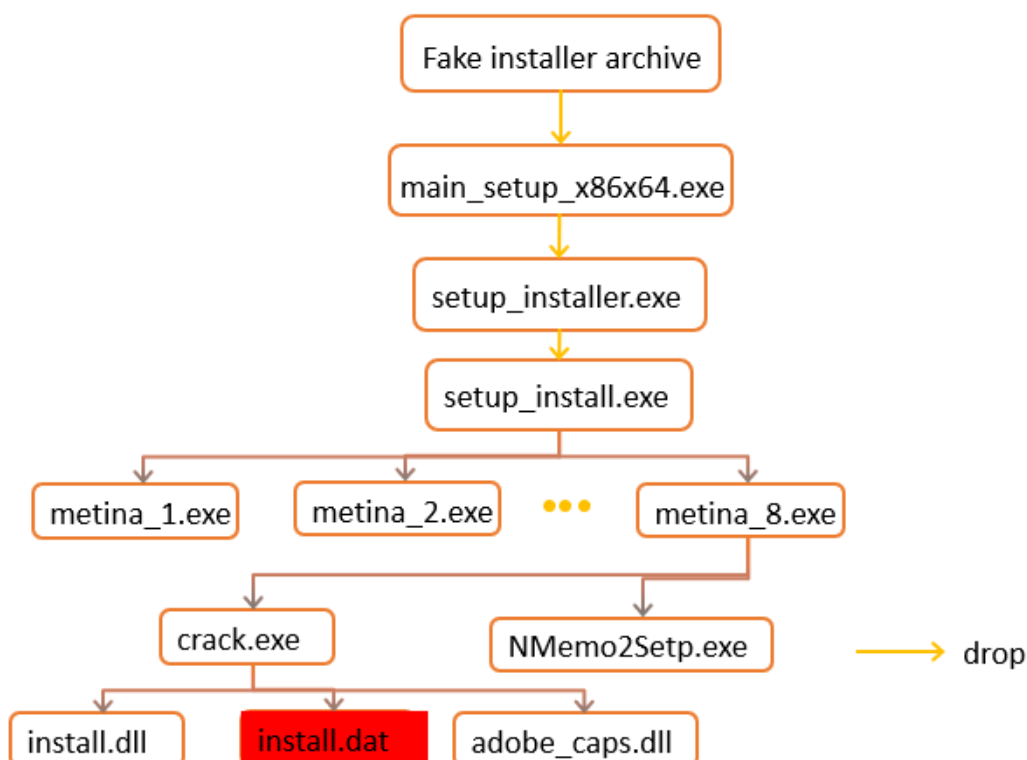 Fake installer archive
main_setup_x86x64.exe
setup_installer.exe
setup_install.exe
metina_1.exe
metina_2.exe
metina_8.exe
crack.exe
NMemo2Setp.exe
drop
install.dll
install.dat
adobe_caps.dll